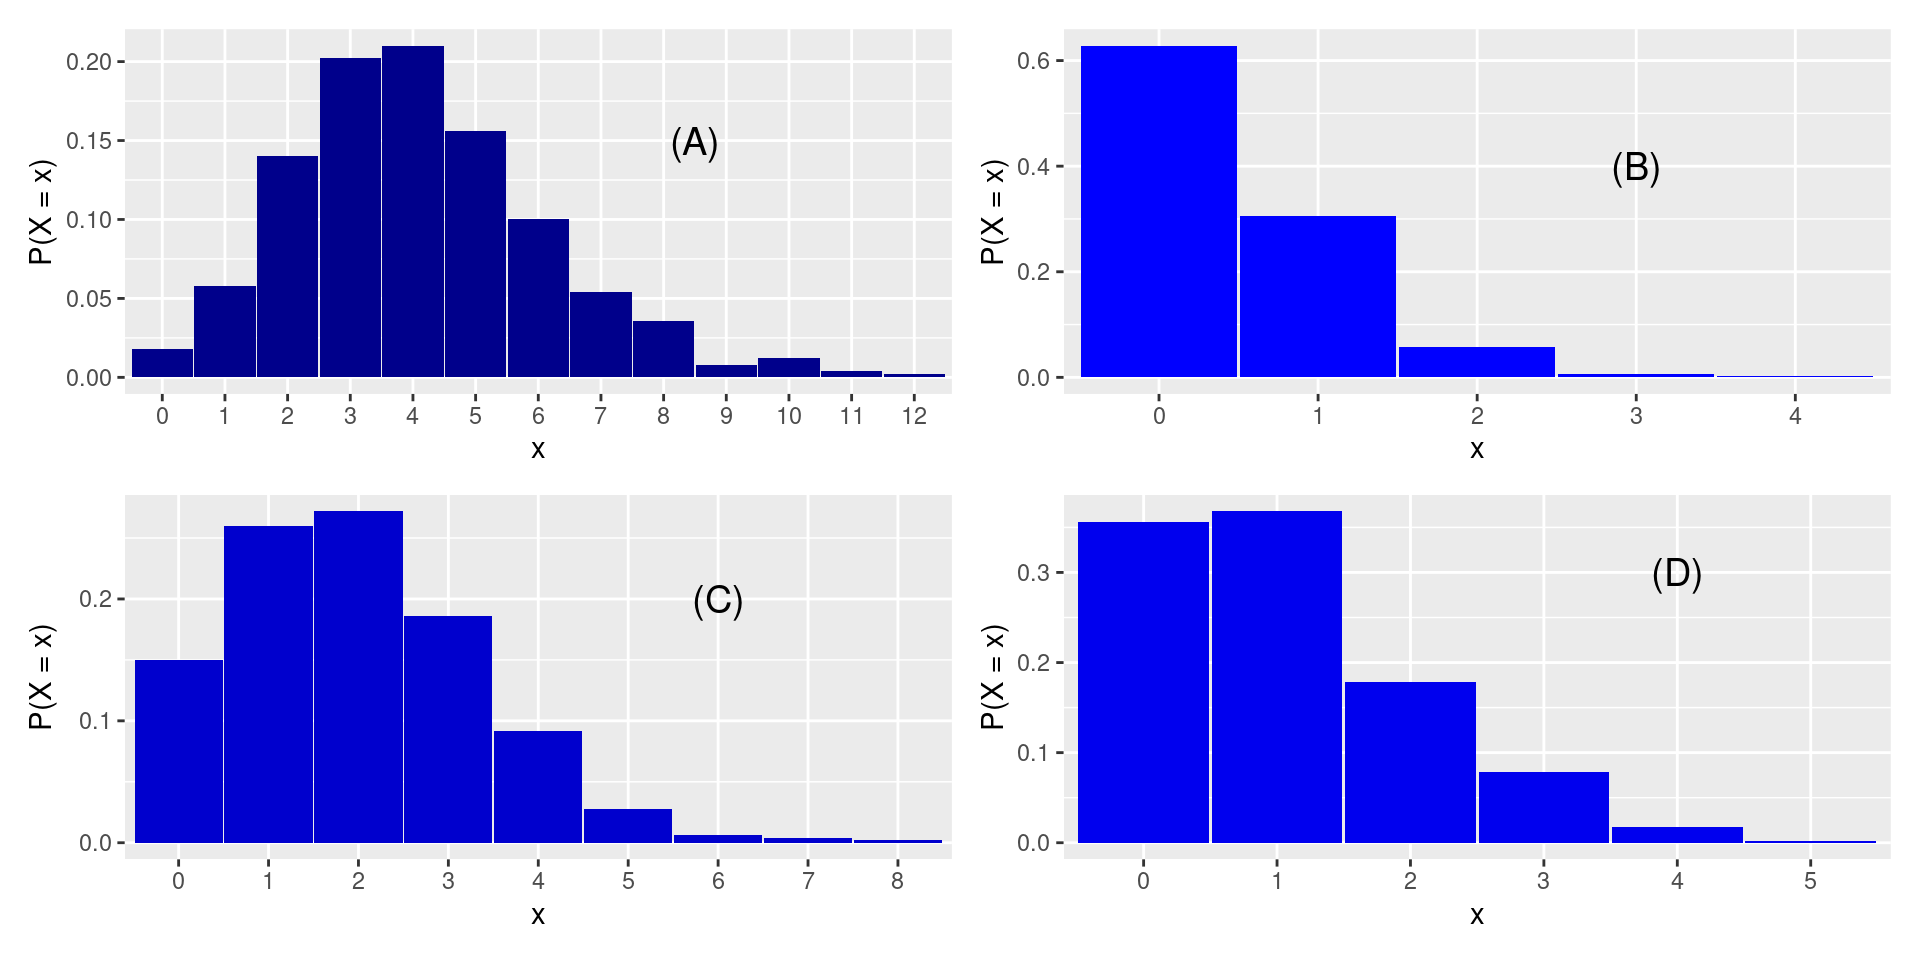 P(X = x)
0.20
0.15
0.10
0.05
0.00
(A)
0 1 2 3 4 5 6 7 8 9 10 11 12
x
P(X = x)
0.6
0.4
0.2
0.0
(B)
0 1 2 3 4
x
P(X = x)
0.2
0.1
0.0
(C)
0 1 2 3 4 5 6 7 8
x
P(X = x)
0.3
0.2
0.1
0.0
(D)
0 1 2 3 4 5
x